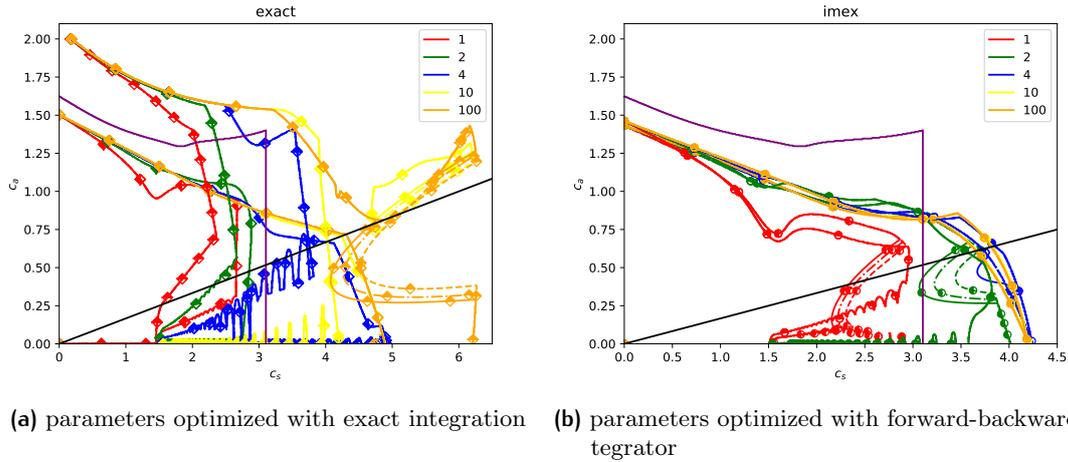 exact
imex
2.00
1.75
1.50
1.25
1.00
0.75
0.50
0.25
0.00
c_a
0 1 2 3 4 5 6
c_s
1
2
4
10
100
2.00
1.75
1.50
1.25
1.00
0.75
0.50
0.25
0.00
c_a
0.0 0.5 1.0 1.5 2.0 2.5 3.0 3.5 4.0 4.5
c_s
1
2
4
10
100
(a) parameters optimized with exact integration
(b) parameters optimized with forward-backwar
tegrator